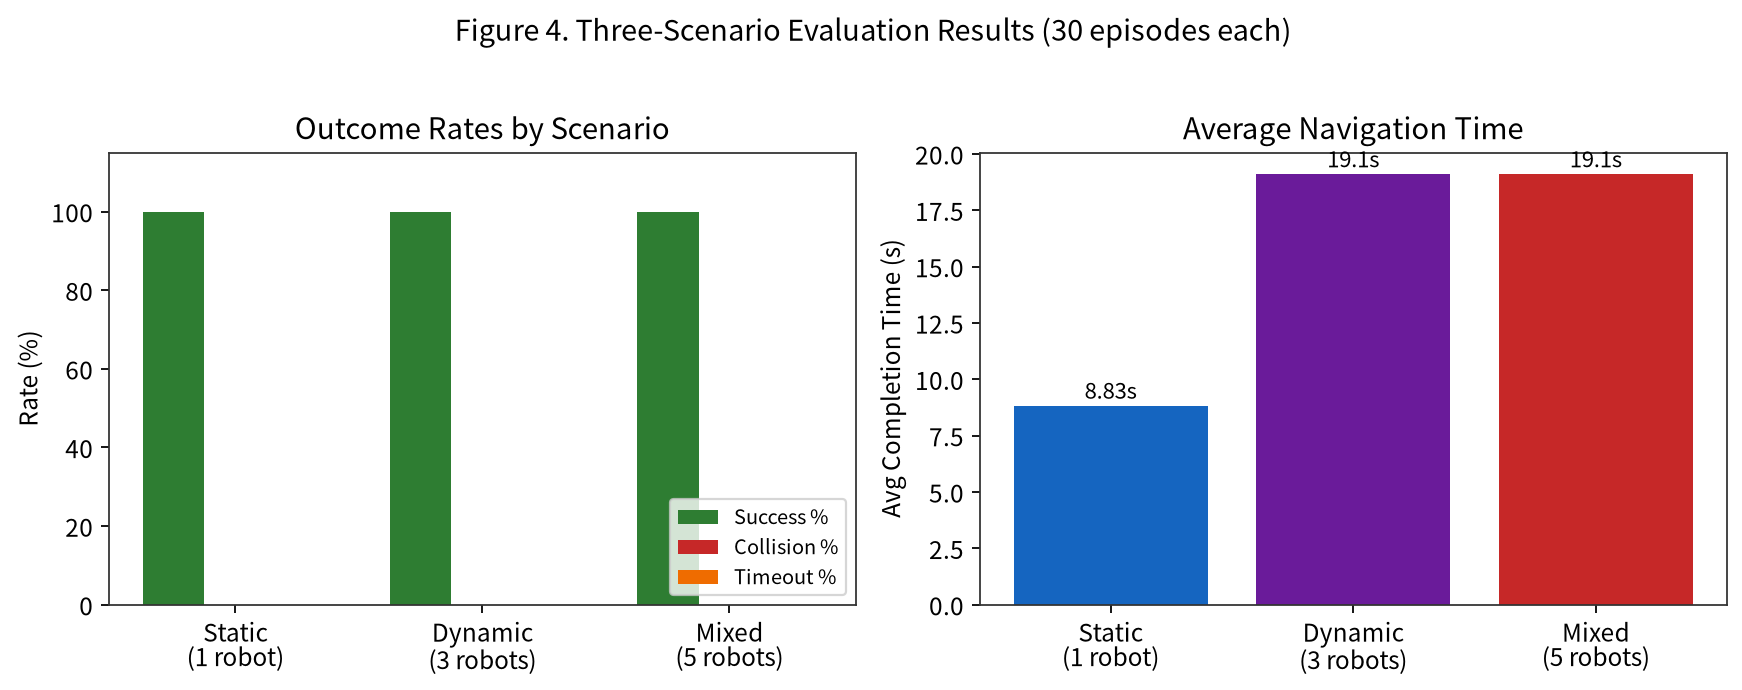 Figure 4. Three-Scenario Evaluation Results (30 episodes each)
Outcome Rates by Scenario
Rate (%)
100
80
60
40
20
0
Static
(1 robot)
Dynamic
(3 robots)
Mixed
(5 robots)
Success %
Collision %
Timeout %
Average Navigation Time
Avg Completion Time (s)
20.0
17.5
15.0
12.5
10.0
7.5
5.0
2.5
0.0
8.83s
19.1s
19.1s
Static
(1 robot)
Dynamic
(3 robots)
Mixed
(5 robots)